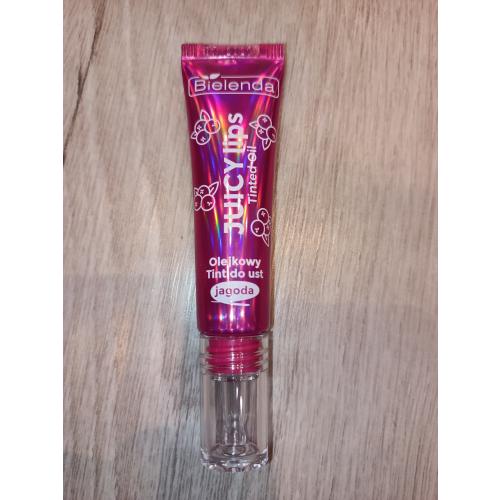 Bielenda
JUICY lips
Tinted Oil
Olejkowy
Tint do ust
jagoda